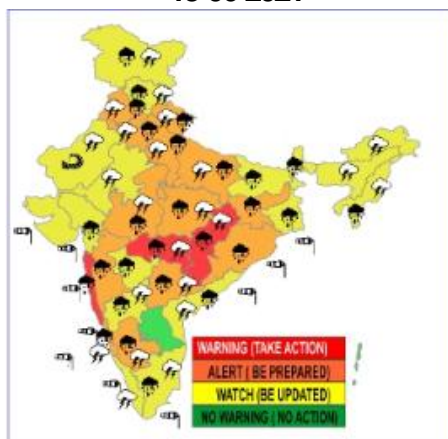 WARNING (TAKE ACTION)
ALERT ( BE PREPARED)
WATCH (BE UPDATED)
NO WARNING ( NO ACTION)